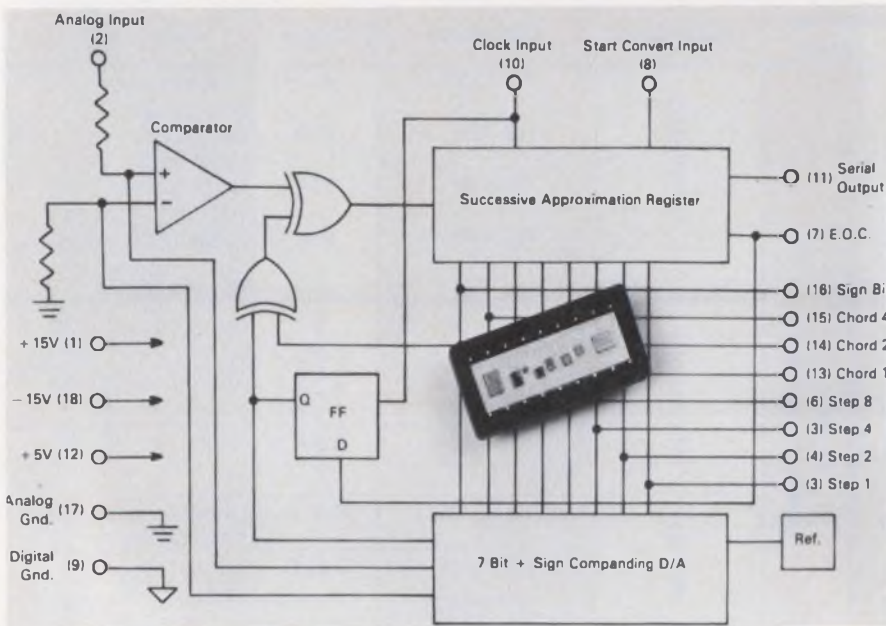 Analog Input
(2)
Clock Input
(10)
Start Convert Input
(8)
Comparator
+
−
Successive Approximation Register
(11) Serial
Output
(7) E.O.C.
(16) Sign Bi
(15) Chord 4
(14) Chord 2
(13) Chord 1
(6) Step 8
(3) Step 4
(4) Step 2
(3) Step 1
+ 15V (1)
− 15V (18)
+ 5V (12)
Analog
Gnd. (17)
Digital
Gnd. (9)
Q
FF
D
7 Bit + Sign Companding D/A
Ref.